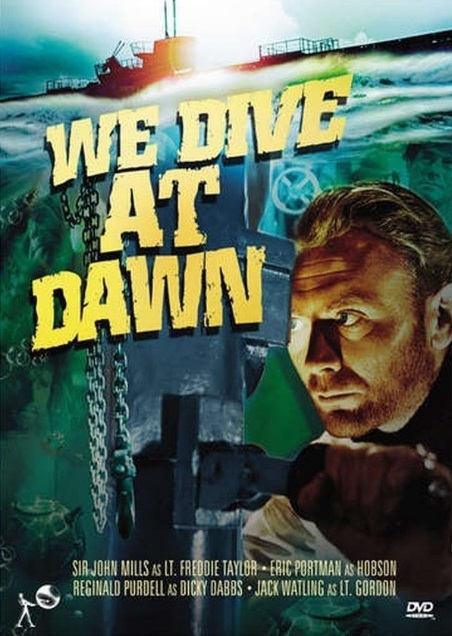 WE DIVE
AT
DAWN
SIR JOHN MILLS AS LT. FREDDIE TAYLOR • ERIC PORTMAN AS HOBSON
REGINALD PURDELL AS DICKY DABBS • JACK WATLING AS LT. GORDON
DVD